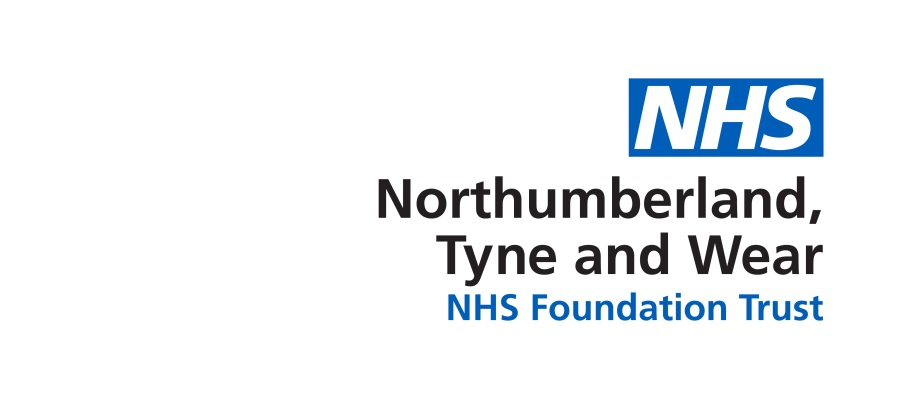 NHS
Northumberland,
Tyne and Wear
NHS Foundation Trust